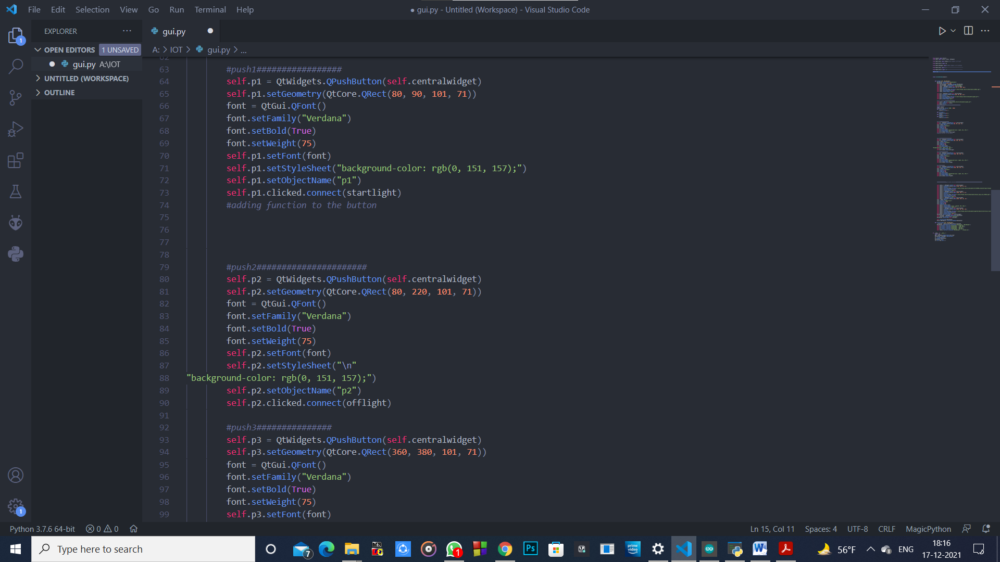 File Edit Selection View Go Run Terminal Help
● gui.py - Untitled (Workspace) - Visual Studio Code
EXPLORER
OPEN EDITORS 1 UNSAVED
gui.py A:\IOT
UNTITLED (WORKSPACE)
OUTLINE
1
1
gui.py
A: > IOT > gui.py > ...
62
63 #push1#################
64 self.p1 = QtWidgets.QPushButton(self.centralwidget)
65 self.p1.setGeometry(QtCore.QRect(80, 90, 101, 71))
66 font = QtGui.QFont()
67 font.setFamily("Verdana")
68 font.setBold(True)
69 font.setWeight(75)
70 self.p1.setFont(font)
71 self.p1.setStyleSheet("background-color: rgb(0, 151, 157);")
72 self.p1.setObjectName("p1")
73 self.p1.clicked.connect(startlight)
74 #adding function to the button
75
76
77
78
79 #push2######################
80 self.p2 = QtWidgets.QPushButton(self.centralwidget)
81 self.p2.setGeometry(QtCore.QRect(80, 220, 101, 71))
82 font = QtGui.QFont()
83 font.setFamily("Verdana")
84 font.setBold(True)
85 font.setWeight(75)
86 self.p2.setFont(font)
87 self.p2.setStyleSheet("\n"
88 "background-color: rgb(0, 151, 157);")
89 self.p2.setObjectName("p2")
90 self.p2.clicked.connect(offlight)
91
92 #push3###############
93 self.p3 = QtWidgets.QPushButton(self.centralwidget)
94 self.p3.setGeometry(QtCore.QRect(360, 380, 101, 71))
95 font = QtGui.QFont()
96 font.setFamily("Verdana")
97 font.setBold(True)
98 font.setWeight(75)
99 self.p3.setFont(font)
Python 3.7.6 64-bit 0 0 Ln 15, Col 11 Spaces: 4 UTF-8 CRLF MagicPython
Type here to search
7
1
Ps
prime video
56°F ENG
18:16
17-12-2021